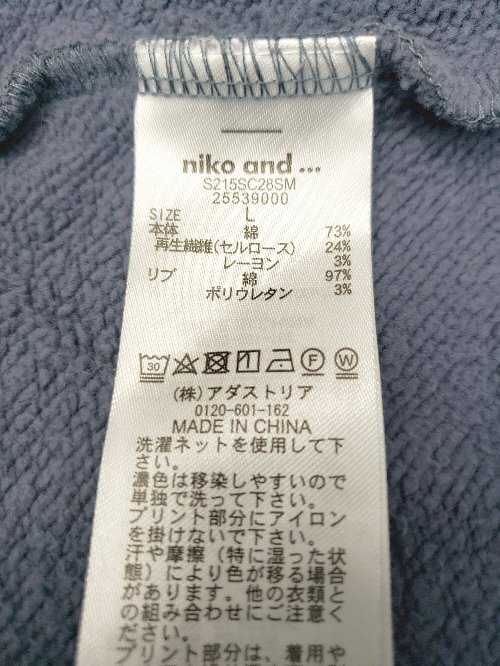 niko and ...
S215SC28SM
25539000
SIZE L
本体 綿 73%
再生繊維(セルロース) 24%
レーヨン 3%
リブ 綿 97%
ポリウレタン 3%
30 F W
(株) アダストリア
0120-601-162
MADE IN CHINA
洗濯ネットを使用して下
さい。
濃色は移染しやすいので
単独で洗って下さい。
プリント部分にアイロン
を掛けないで下さい。
汗や摩擦（特に湿った状
態）により色が移る場合
があります。他の衣類と
の組み合わせにご注意く
ださい。
プリント部分は、着用や